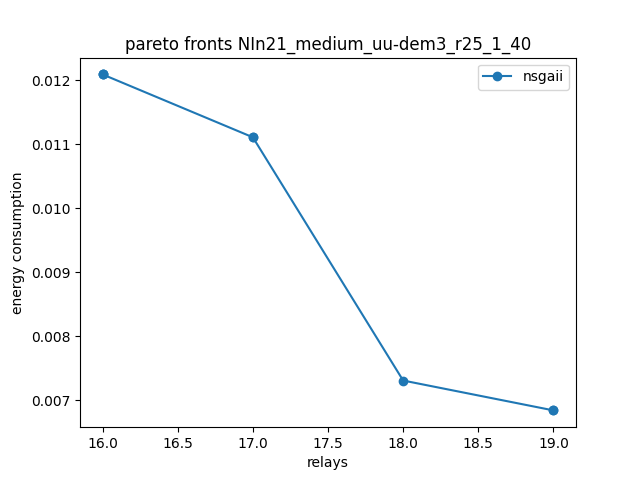 pareto fronts NIn21_medium_uu-dem3_r25_1_40
nsgaii
0.012
0.011
0.010
0.009
0.008
0.007
energy consumption
16.0 16.5 17.0 17.5 18.0 18.5 19.0
relays